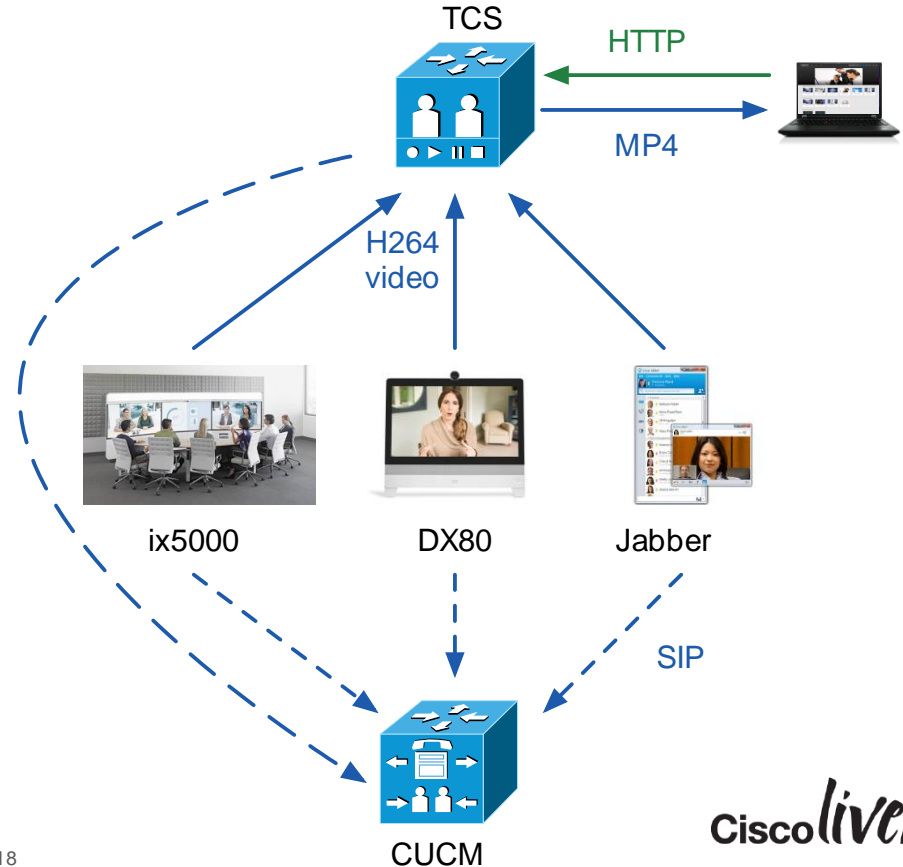 TCS
HTTP
MP4
H264
video
ix5000
DX80
Jabber
SIP
CUCM
18
Cisco live!